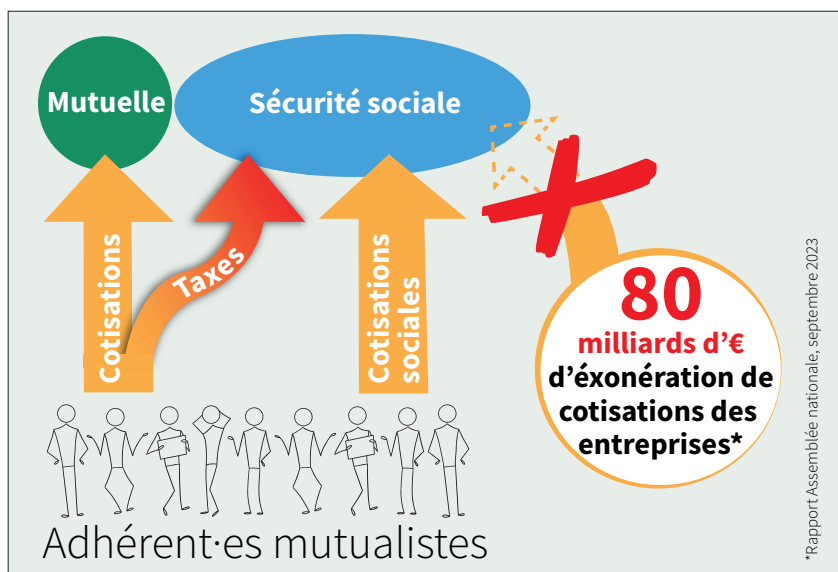 Mutuelle
Sécurité sociale
Cotisations
Taxes
Cotisations
sociales
80
milliards d’€
d’éxonération de
cotisations des
entreprises*
Adhérent·es mutualistes
*Rapport Assemblée nationale, septembre 2023